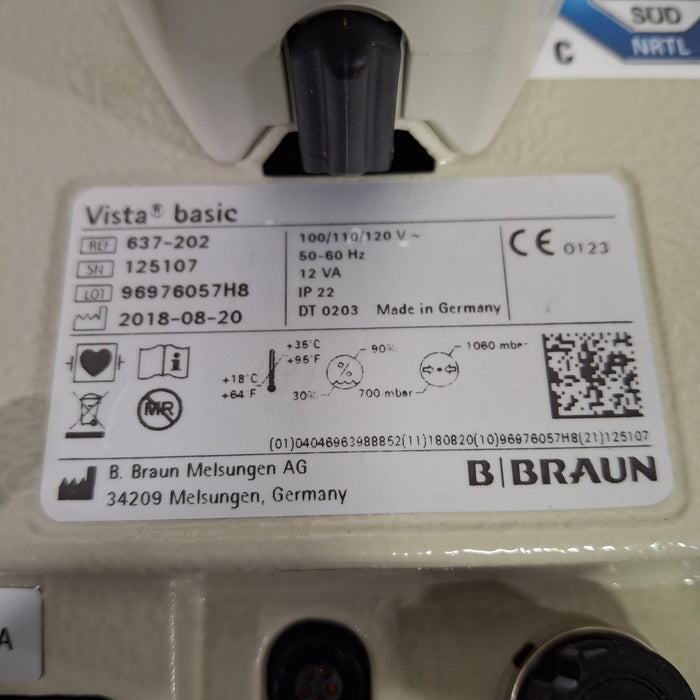 SÜD
C NRTL
Vista® basic
REF 637-202
SN 125107
LOT 96976057H8
2018-08-20
100/110/120 V ~
50-60 Hz
12 VA
IP 22
DT 0203 Made in Germany
CE 0123
+35°C
+95°F
+18°C
+64 F
%
90%
30%
1060 mbar
700 mbar
MR
(01)04046963988852(11)180820(10)96976057H8(21)125107
B. Braun Melsungen AG
34209 Melsungen, Germany
B|BRAUN
A